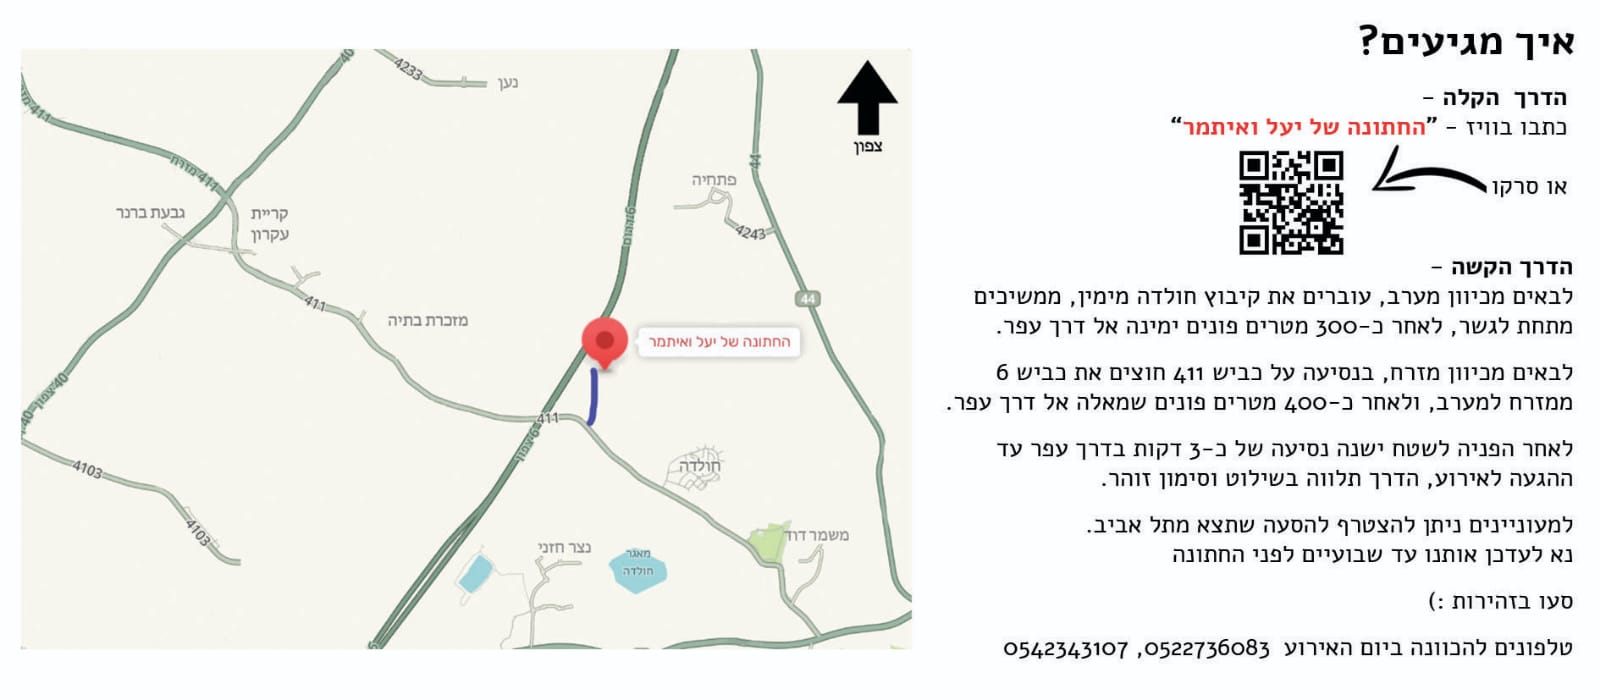 איך מגיעים?
הדרך הקלה –
כתבו בוויז – ”החתונה של יעל ואיתמר“
או סרקו
הדרך הקשה –
לבאים מכיוון מערב, עוברים את קיבוץ חולדה מימין, ממשיכים
מתחת לגשר, לאחר כ-300 מטרים פונים ימינה אל דרך עפר.
לבאים מכיוון מזרח, בנסיעה על כביש 411 חוצים את כביש 6
ממזרח למערב, ולאחר כ-400 מטרים פונים שמאלה אל דרך עפר.
לאחר הפניה לשטח ישנה נסיעה של כ-3 דקות בדרך עפר עד
ההגעה לאירוע, הדרך תלווה בשילוט וסימון זוהר.
למעוניינים ניתן להצטרף להסעה שתצא מתל אביב.
נא לעדכן אותנו עד שבועיים לפני החתונה
סעו בזהירות :)
טלפונים להכוונה ביום האירוע 0522736083, 0542343107
צפון
40
4233
נען
411 מזרח
411 מזרח
44
פתחיה
גבעת ברנר
קריית
עקרון
6 דרום
4243
411
44
מזכרת בתיה
החתונה של יעל ואיתמר
40 צפון
40
411
6 צפון
4103
חולדה
4103
משמר דוד
נצר חזני
מאגר
חולדה